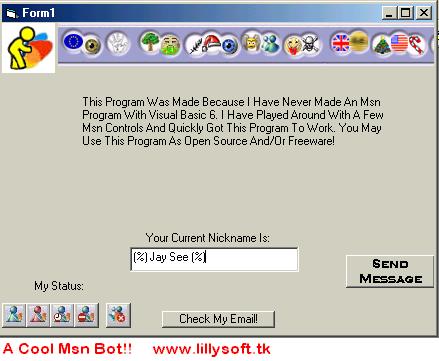 Form1
This Program Was Made Because I Have Never Made An Msn
Program With Visual Basic 6. I Have Played Around With A Few
Msn Controls And Quickly Got This Program To Work. You May
Use This Program As Open Source And/Or Freeware!
Your Current Nickname Is:
(%) Jay See (%)
Send
Message
My Status:
Check My Email!
A Cool Msn Bot!! www.lillysoft.tk